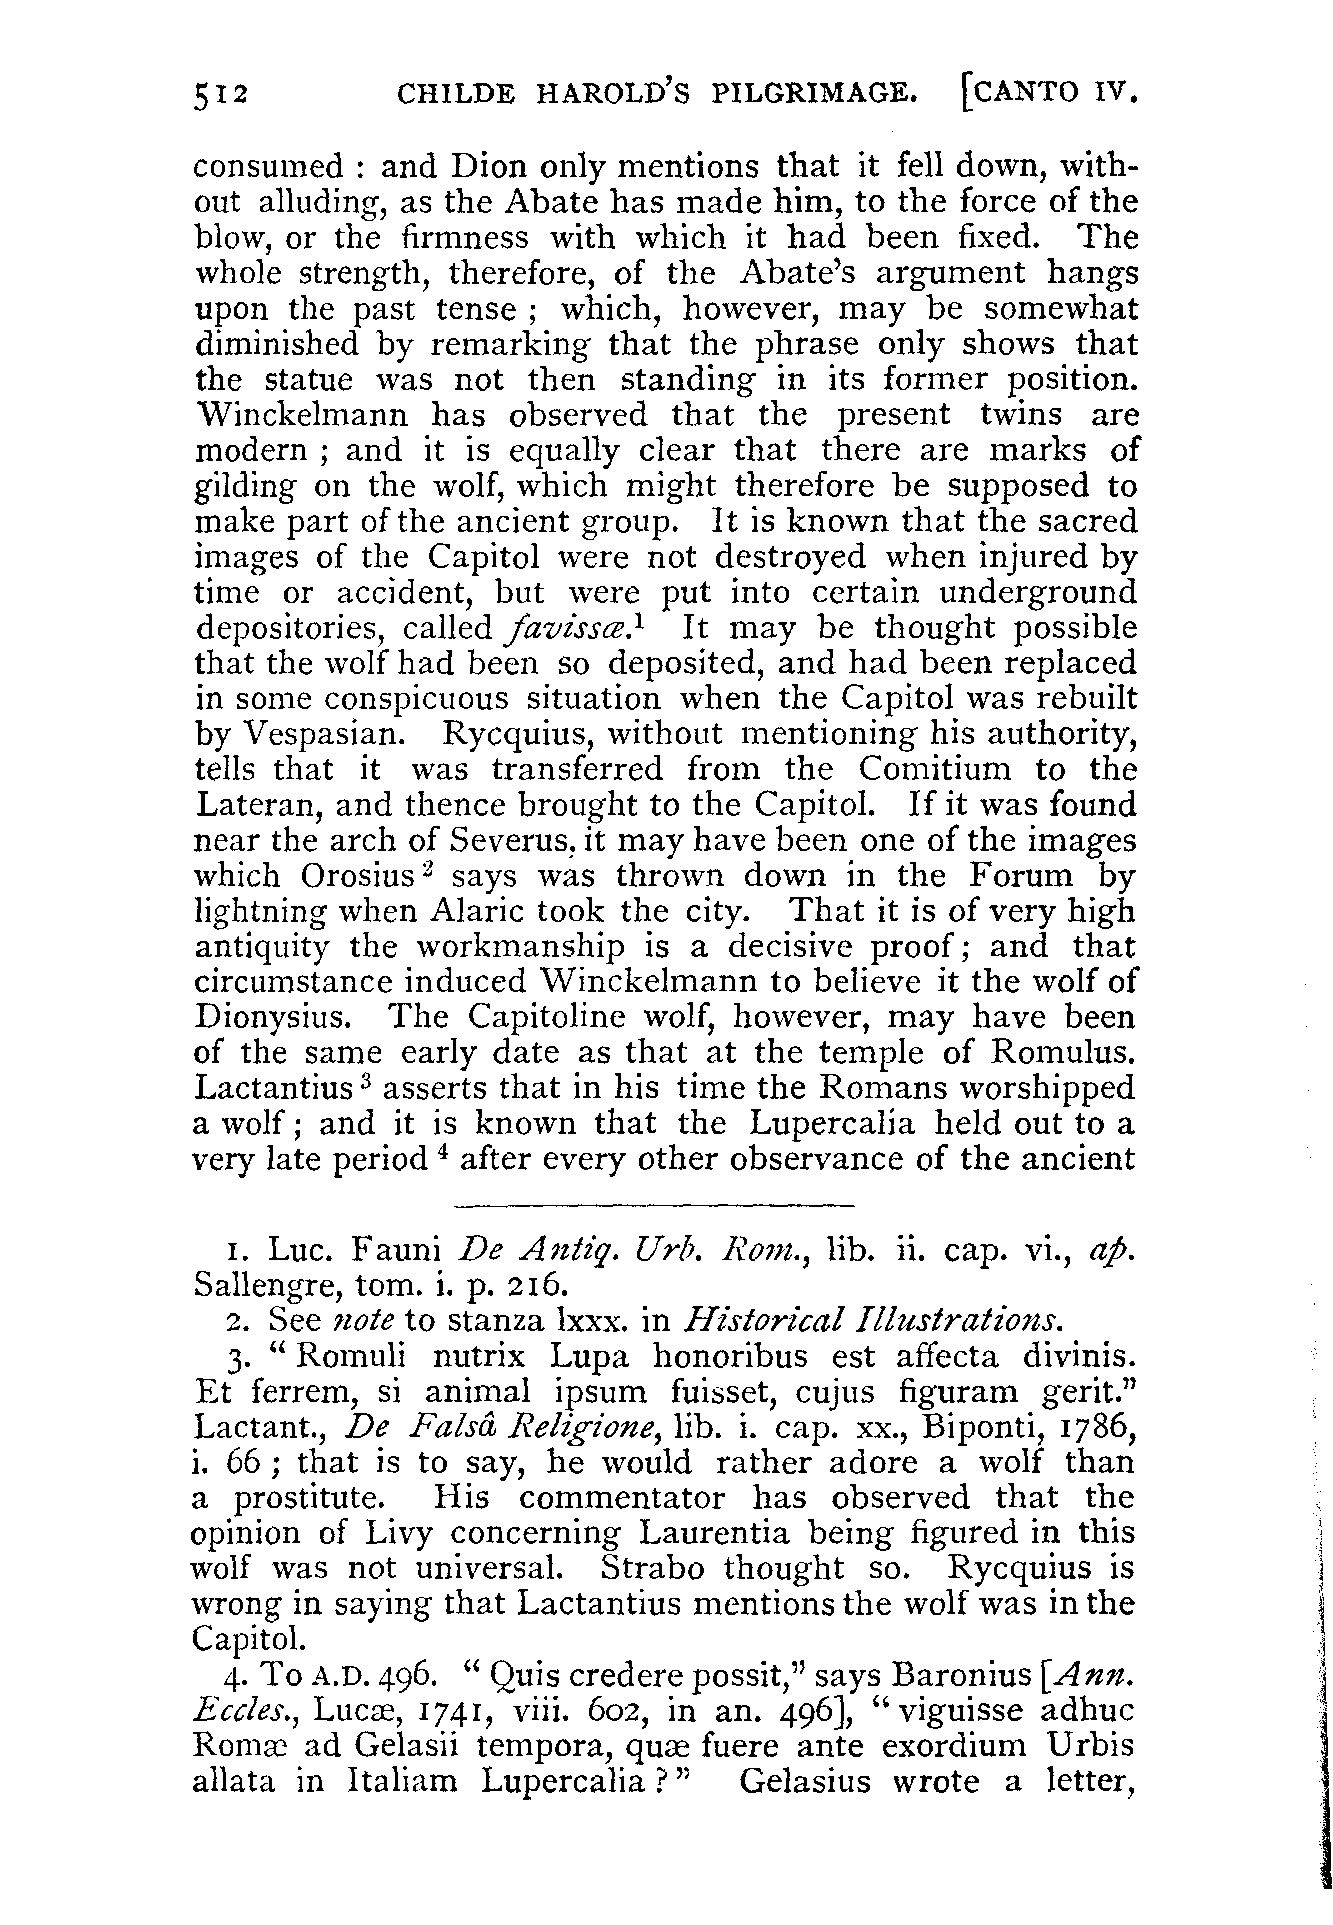 512 CHILDE HAROLD'S PILGRIMAGE. [CANTO IV.
consumed : and Dion only mentions that it fell down, with-
out alluding, as the Abate has made him, to the force of the
blow, or the firmness with which it had been fixed. The
whole strength, therefore, of the Abate's argument hangs
upon the past tense ; which, however, may be somewhat
diminished by remarking that the phrase only shows that
the statue was not then standing in its former position.
Winckelmann has observed that the present twins are
modern ; and it is equally clear that there are marks of
gilding on the wolf, which might therefore be supposed to
make part of the ancient group. It is known that the sacred
images of the Capitol were not destroyed when injured by
time or accident, but were put into certain underground
depositories, called favissæ.¹ It may be thought possible
that the wolf had been so deposited, and had been replaced
in some conspicuous situation when the Capitol was rebuilt
by Vespasian. Rycquius, without mentioning his authority,
tells that it was transferred from the Comitium to the
Lateran, and thence brought to the Capitol. If it was found
near the arch of Severus, it may have been one of the images
which Orosius ² says was thrown down in the Forum by
lightning when Alaric took the city. That it is of very high
antiquity the workmanship is a decisive proof ; and that
circumstance induced Winckelmann to believe it the wolf of
Dionysius. The Capitoline wolf, however, may have been
of the same early date as that at the temple of Romulus.
Lactantius ³ asserts that in his time the Romans worshipped
a wolf ; and it is known that the Lupercalia held out to a
very late period ⁴ after every other observance of the ancient
1. Luc. Fauni De Antiq. Urb. Rom., lib. ii. cap. vi., ap.
Sallengre, tom. i. p. 216.
2. See note to stanza lxxx. in Historical Illustrations.
3. "Romuli nutrix Lupa honoribus est affecta divinis.
Et ferrem, si animal ipsum fuisset, cujus figuram gerit."
Lactant., De Falsâ Religione, lib. i. cap. xx., Biponti, 1786,
i. 66 ; that is to say, he would rather adore a wolf than
a prostitute. His commentator has observed that the
opinion of Livy concerning Laurentia being figured in this
wolf was not universal. Strabo thought so. Rycquius is
wrong in saying that Lactantius mentions the wolf was in the
Capitol.
4. To A.D. 496. "Quis credere possit," says Baronius [Ann.
Eccles., Lucæ, 1741, viii. 602, in an. 496], "viguisse adhuc
Romæ ad Gelasii tempora, quæ fuere ante exordium Urbis
allata in Italiam Lupercalia ?" Gelasius wrote a letter,